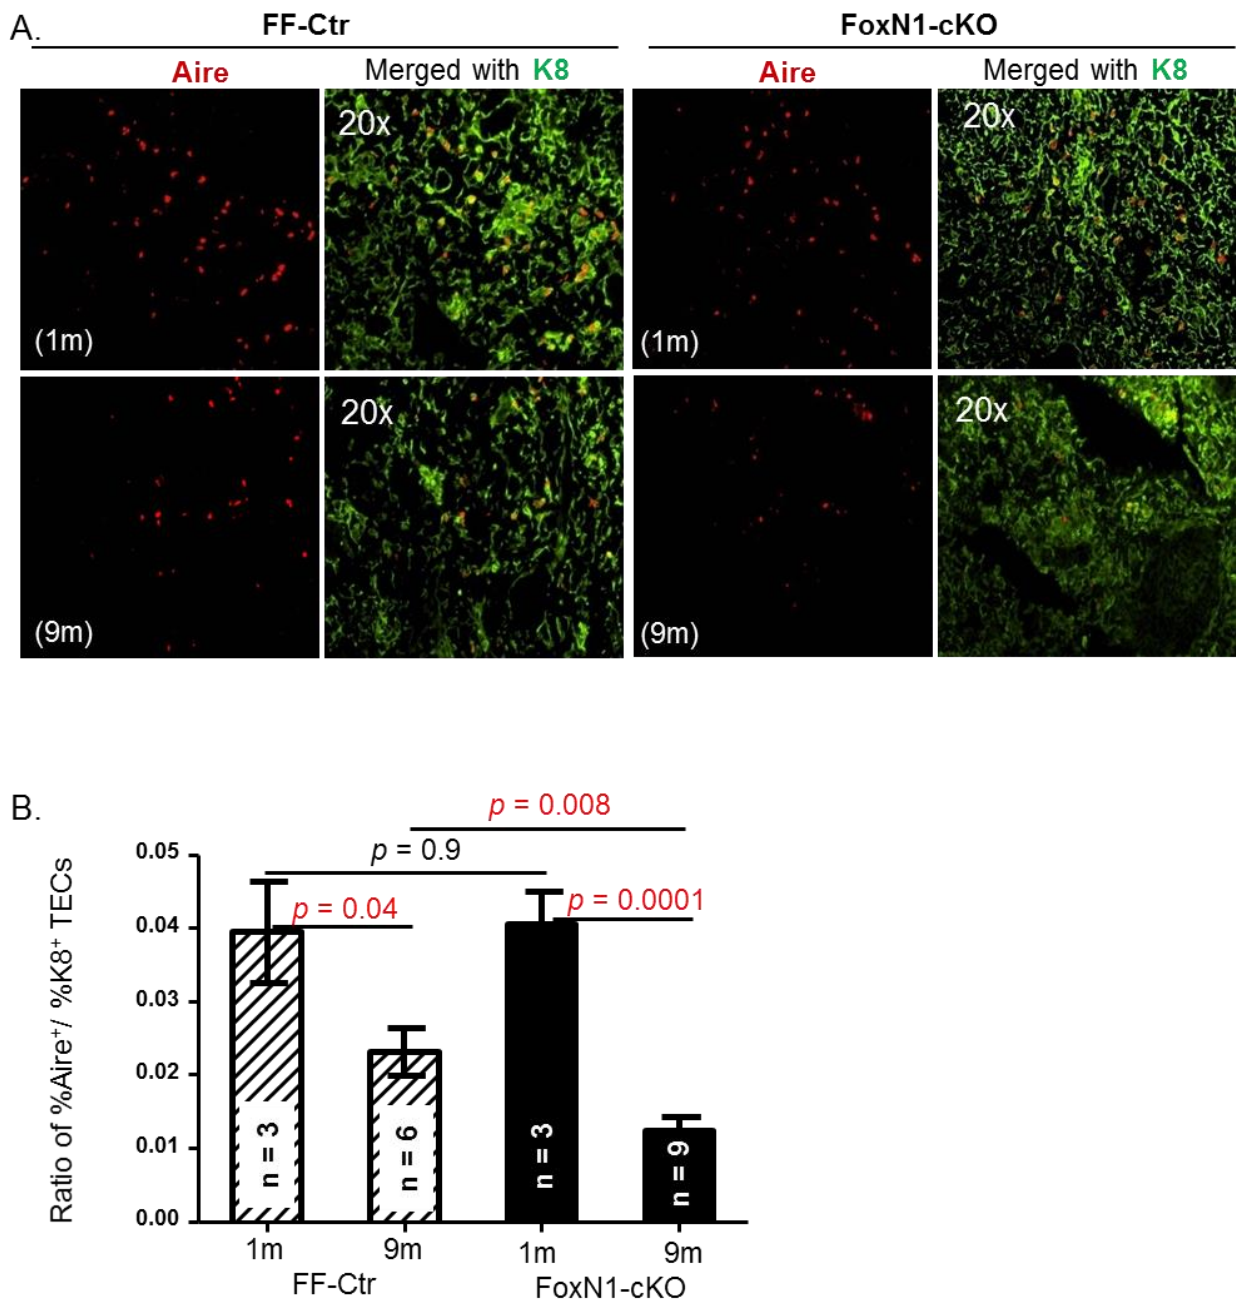 A.
FF-Ctr
FoxN1-cKO
Aire
Merged with K8
Aire
Merged with K8
20x
20x
(1m)
(1m)
20x
20x
(9m)
(9m)
B.
p = 0.008
p = 0.9
p = 0.04
p = 0.0001
Ratio of %Aire⁺/ %K8⁺ TECs
0.05
0.04
0.03
0.02
0.01
0.00
n = 3
n = 6
n = 3
n = 9
1m
9m
1m
9m
FF-Ctr
FoxN1-cKO